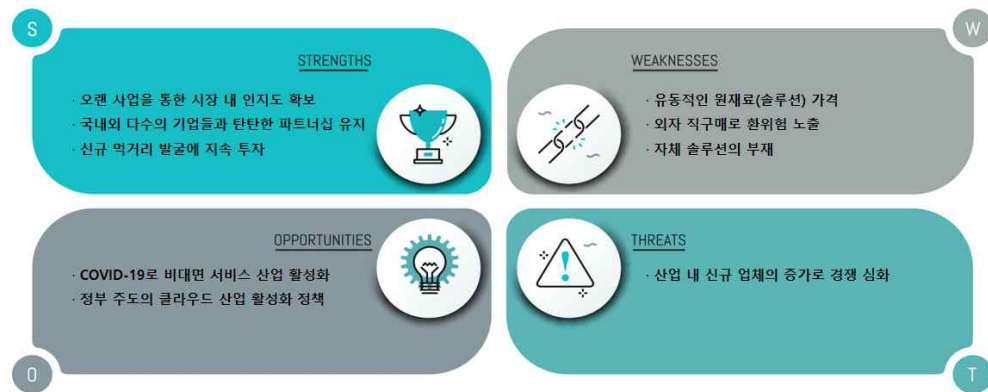 S
STRENGTHS
· 오랜 사업을 통한 시장 내 인지도 확보
· 국내외 다수의 기업들과 탄탄한 파트너십 유지
· 신규 먹거리 발굴에 지속 투자
W
WEAKNESSES
· 유동적인 원재료(솔루션) 가격
· 외자 직구매로 환위험 노출
· 자체 솔루션의 부재
OPPORTUNITIES
· COVID-19로 비대면 서비스 산업 활성화
· 정부 주도의 클라우드 산업 활성화 정책
O
THREATS
· 산업 내 신규 업체의 증가로 경쟁 심화
T